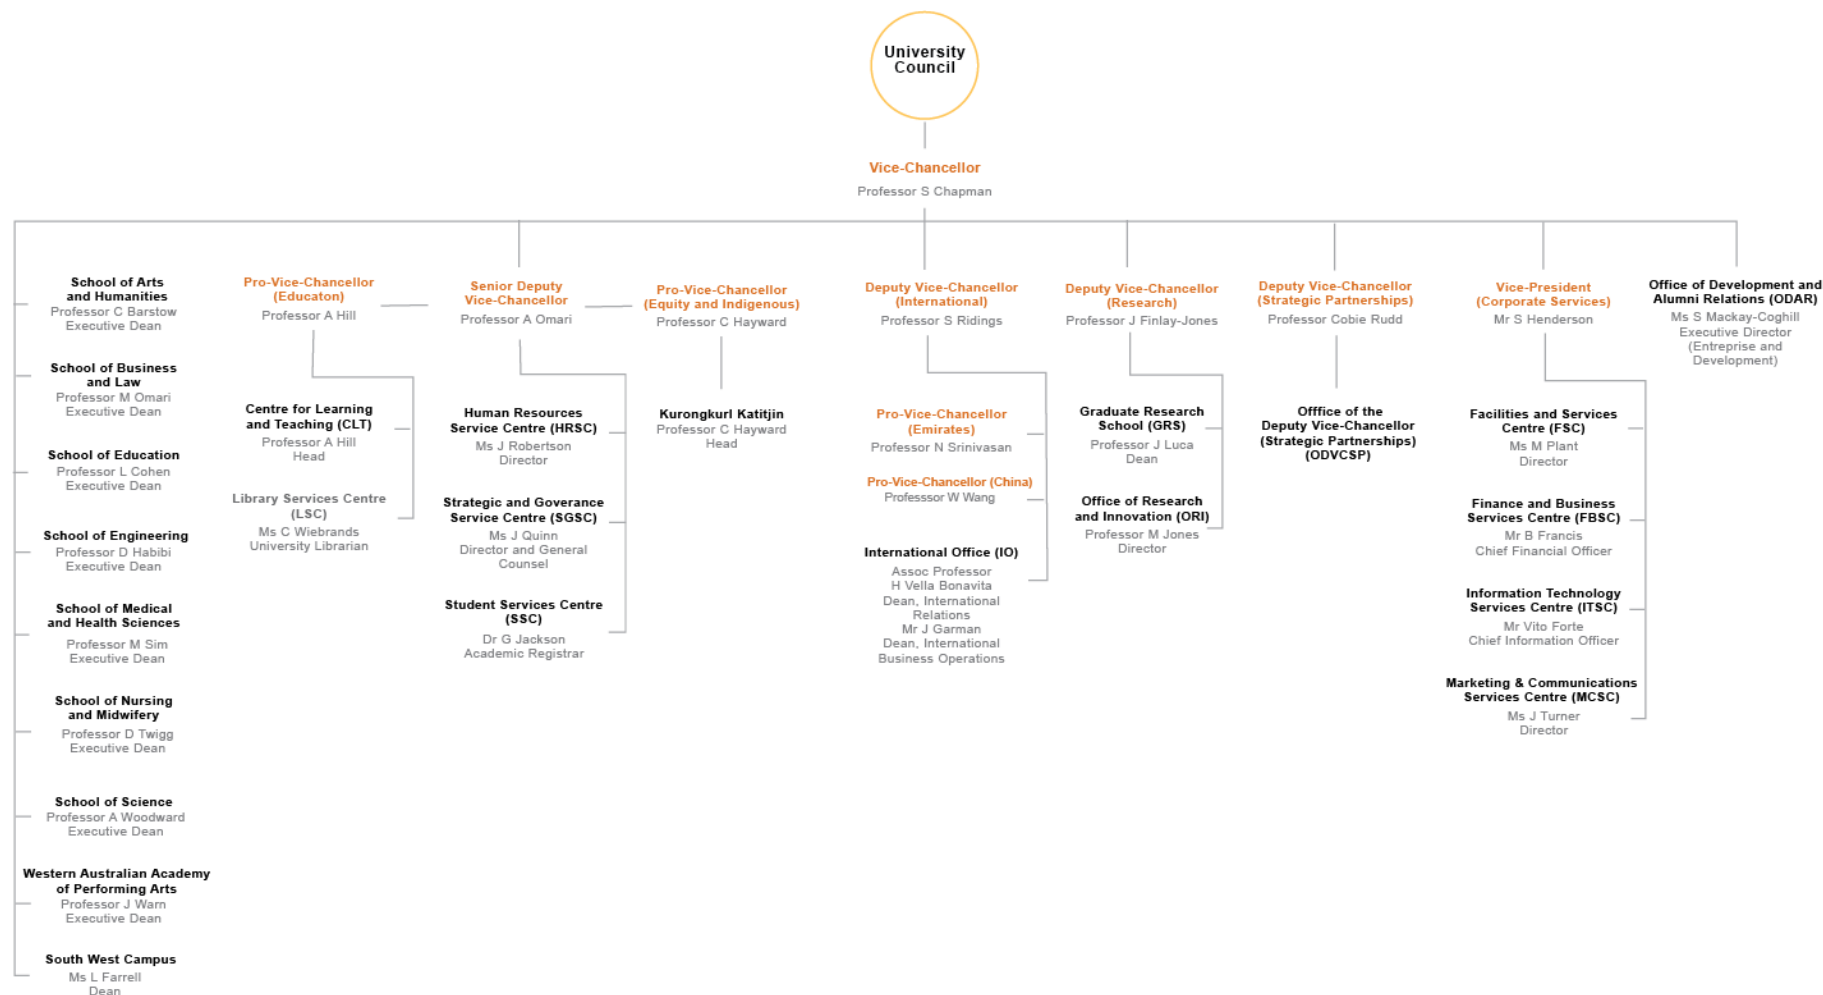 University
Council
Vice-Chancellor
Professor S Chapman
School of Arts
and Humanities
Professor C Barstow
Executive Dean
School of Business
and Law
Professor M Omari
Executive Dean
School of Education
Professor L Cohen
Executive Dean
School of Engineering
Professor D Habibi
Executive Dean
School of Medical
and Health Sciences
Professor M Sim
Executive Dean
School of Nursing
and Midwifery
Professor D Twigg
Executive Dean
School of Science
Professor A Woodward
Executive Dean
Western Australian Academy
of Performing Arts
Professor J Warn
Executive Dean
South West Campus
Ms L Farrell
Dean
Pro-Vice-Chancellor
(Educaton)
Professor A Hill
Centre for Learning
and Teaching (CLT)
Professor A Hill
Head
Library Services Centre
(LSC)
Ms C Wiebrands
University Librarian
Senior Deputy
Vice-Chancellor
Professor A Omari
Human Resources
Service Centre (HRSC)
Ms J Robertson
Director
Strategic and Goverance
Service Centre (SGSC)
Ms J Quinn
Director and General
Counsel
Student Services Centre
(SSC)
Dr G Jackson
Academic Registrar
Pro-Vice-Chancellor
(Equity and Indigenous)
Professor C Hayward
Kurongkurl Katitjin
Professor C Hayward
Head
Deputy Vice-Chancellor
(International)
Professor S Ridings
Pro-Vice-Chancellor
(Emirates)
Professor N Srinivasan
Pro-Vice-Chancellor (China)
Professsor W Wang
International Office (IO)
Assoc Professor
H Vella Bonavita
Dean, International
Relations
Mr J Garman
Dean, International
Business Operations
Deputy Vice-Chancellor
(Research)
Professor J Finlay-Jones
Graduate Research
School (GRS)
Professor J Luca
Dean
Office of Research
and Innovation (ORI)
Professor M Jones
Director
Deputy Vice-Chancellor
(Strategic Partnerships)
Professor Cobie Rudd
Offfice of the
Deputy Vice-Chancellor
(Strategic Partnerships)
(ODVCSP)
Vice-President
(Corporate Services)
Mr S Henderson
Facilities and Services
Centre (FSC)
Ms M Plant
Director
Finance and Business
Services Centre (FBSC)
Mr B Francis
Chief Financial Officer
Information Technology
Services Centre (ITSC)
Mr Vito Forte
Chief Information Officer
Marketing & Communications
Services Centre (MCSC)
Ms J Turner
Director
Office of Development and
Alumni Relations (ODAR)
Ms S Mackay-Coghill
Executive Director
(Entreprise and
Development)